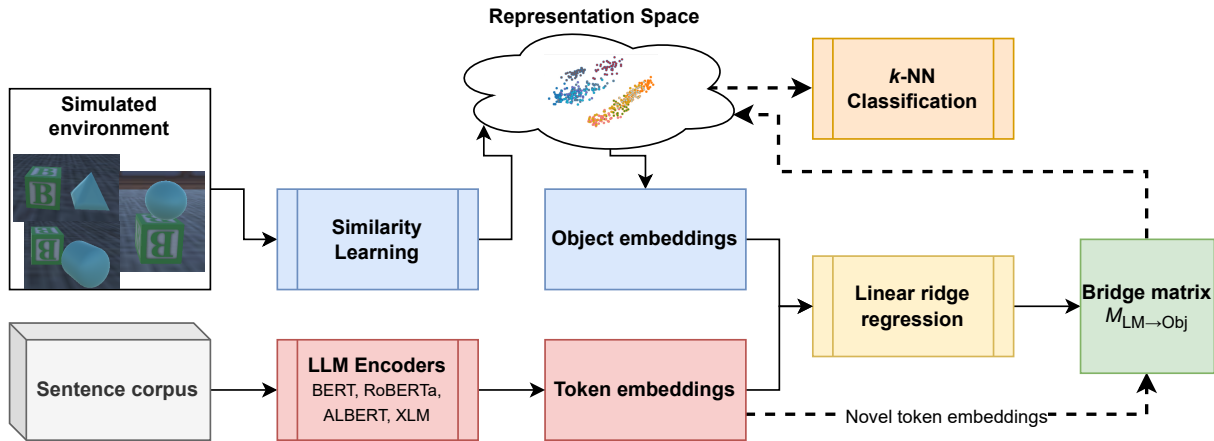 Representation Space
Simulated
environment
B
B
B
Similarity
Learning
Object embeddings
k-NN
Classification
Linear ridge
regression
Bridge matrix
M LM→Obj
Sentence corpus
LLM Encoders
BERT, RoBERTa,
ALBERT, XLM
Token embeddings
Novel token embeddings